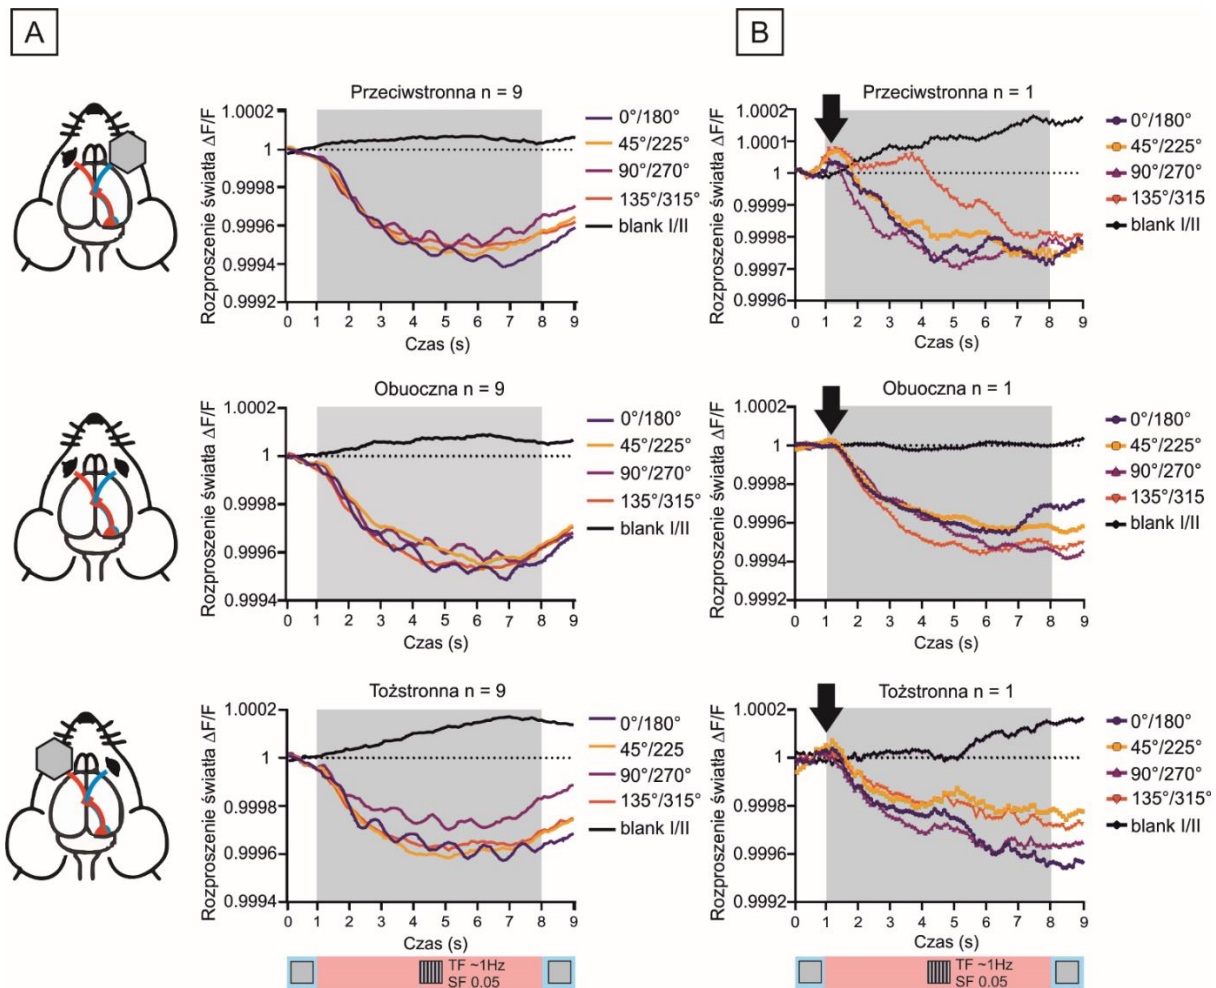 A
Przeciwstronna n = 9
Rozproszenie światła ΔF/F
1.0002
1
0.9998
0.9996
0.9994
0.9992
0 1 2 3 4 5 6 7 8 9
Czas (s)
0°/180°
45°/225°
90°/270°
135°/315°
blank I/II
Obuoczna n = 9
Rozproszenie światła ΔF/F
1.0002
1
0.9998
0.9996
0.9994
0 1 2 3 4 5 6 7 8 9
Czas (s)
0°/180°
45°/225°
90°/270°
135°/315°
blank I/II
Tożstronna n = 9
Rozproszenie światła ΔF/F
1.0002
1
0.9998
0.9996
0.9994
0 1 2 3 4 5 6 7 8 9
Czas (s)
0°/180°
45°/225
90°/270°
135°/315°
blank I/II
TF ~1Hz
SF 0.05
B
Przeciwstronna n = 1
Rozproszenie światła ΔF/F
1.0002
1.0001
1
0.9999
0.9998
0.9997
0.9996
0 1 2 3 4 5 6 7 8 9
Czas (s)
0°/180°
45°/225°
90°/270°
135°/315
blank I/II
Obuoczna n = 1
Rozproszenie światła ΔF/F
1.0002
1
0.9998
0.9996
0.9994
0.9992
0 1 2 3 4 5 6 7 8 9
Czas (s)
0°/180°
45°/225°
90°/270°
135°/315
blank I/II
Tożstronna n = 1
Rozproszenie światła ΔF/F
1.0002
1
0.9998
0.9996
0.9992
0 1 2 3 4 5 6 7 8 9
Czas (s)
0°/180°
45°/225°
90°/270°
135°/315°
blank I/II
TF ~1Hz
SF 0.05